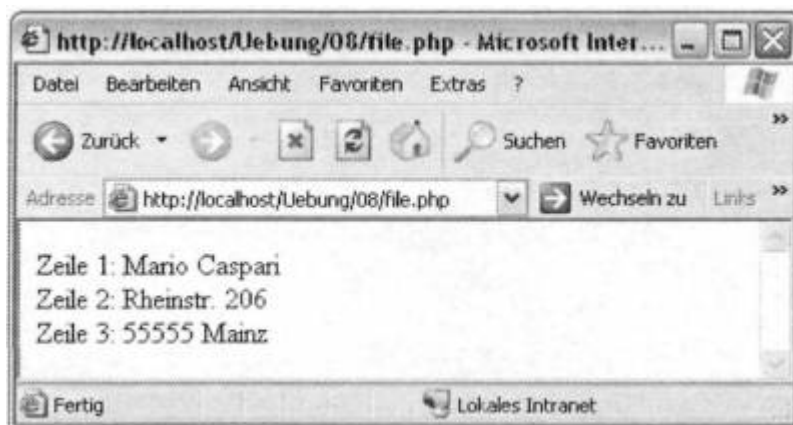 http://localhost/Uebung/08/file.php - Microsoft Inter...
Datei Bearbeiten Ansicht Favoriten Extras ?
Zurück Suchen Favoriten »
Adresse http://localhost/Uebung/08/file.php Wechseln zu Links »
Zeile 1: Mario Caspari
Zeile 2: Rheinstr. 206
Zeile 3: 55555 Mainz
Fertig Lokales Intranet